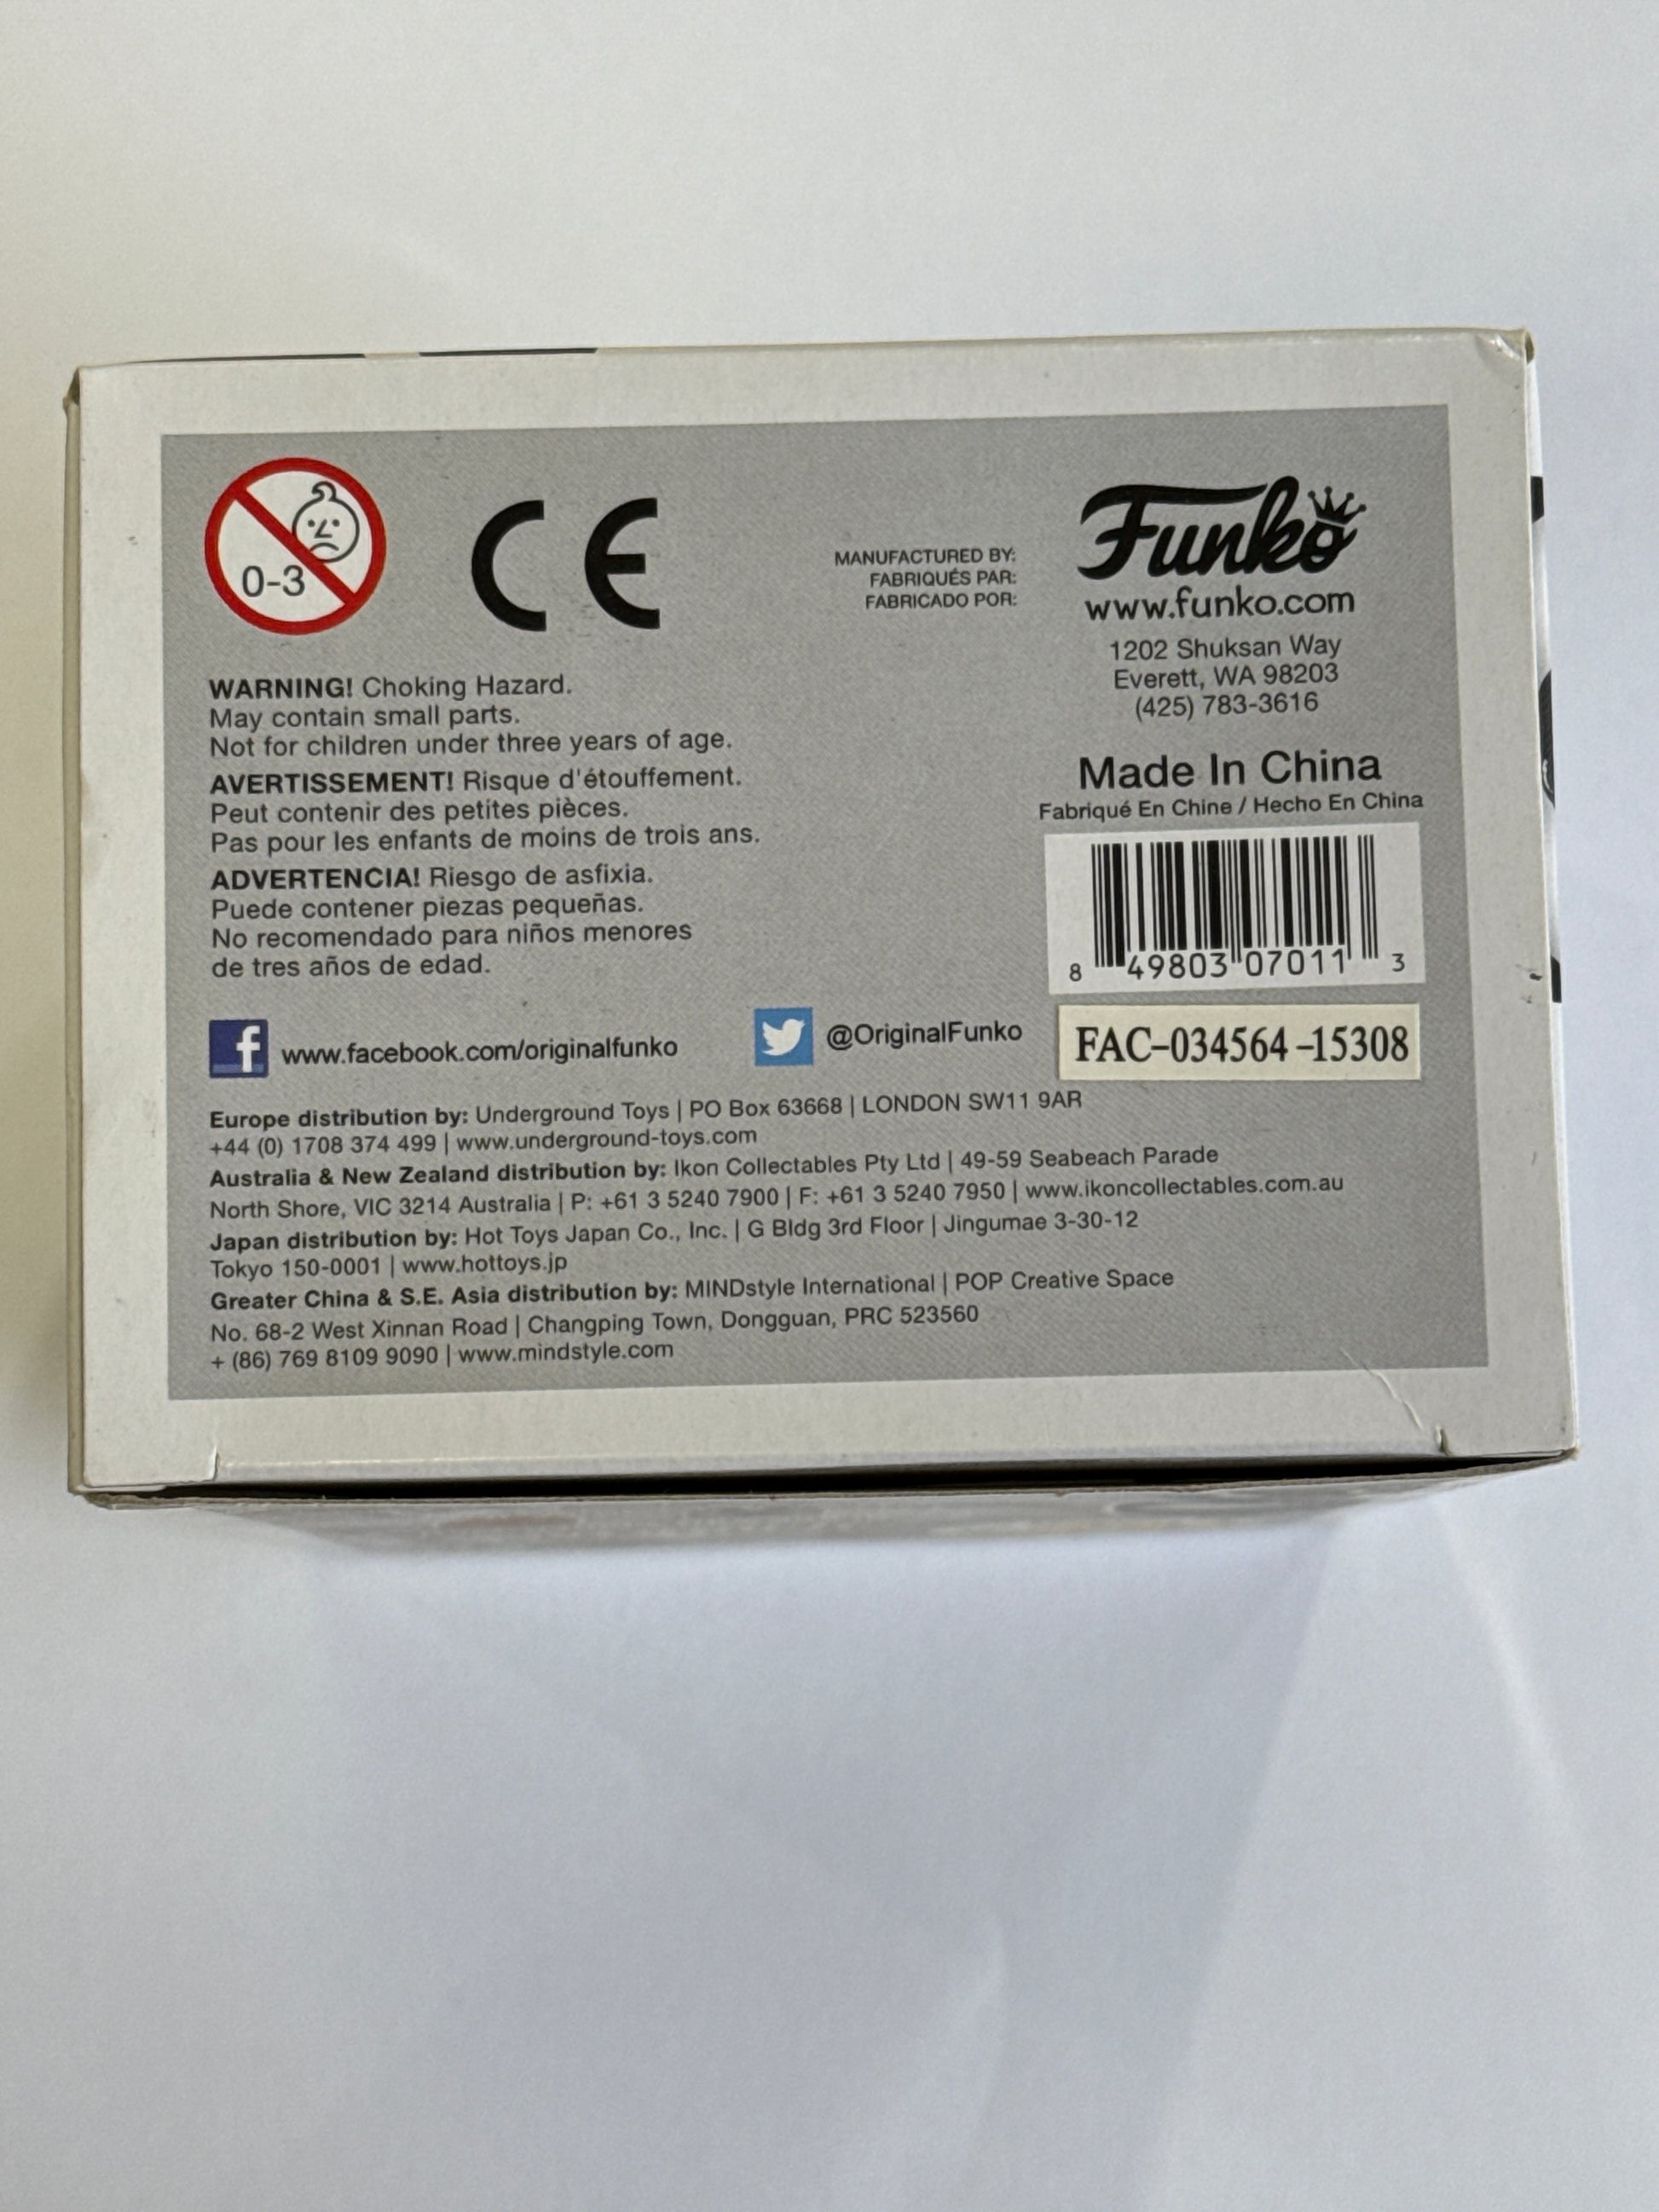 0-3
CE
MANUFACTURED BY:
FABRIQUÉS PAR:
FABRICADO POR:
Funko
www.funko.com
1202 Shuksan Way
Everett, WA 98203
(425) 783-3616
WARNING! Choking Hazard.
May contain small parts.
Not for children under three years of age.
AVERTISSEMENT! Risque d'étouffement.
Peut contenir des petites pièces.
Pas pour les enfants de moins de trois ans.
ADVERTENCIA! Riesgo de asfixia.
Puede contener piezas pequeñas.
No recomendado para niños menores
de tres años de edad.
Made In China
Fabriqué En Chine / Hecho En China
8 49803 07011 3
f www.facebook.com/originalfunko
@OriginalFunko
FAC-034564-15308
Europe distribution by: Underground Toys | PO Box 63668 | LONDON SW11 9AR
+44 (0) 1708 374 499 | www.underground-toys.com
Australia & New Zealand distribution by: Ikon Collectables Pty Ltd | 49-59 Seabeach Parade
North Shore, VIC 3214 Australia | P: +61 3 5240 7900 | F: +61 3 5240 7950 | www.ikoncollectables.com.au
Japan distribution by: Hot Toys Japan Co., Inc. | G Bldg 3rd Floor | Jingumae 3-30-12
Tokyo 150-0001 | www.hottoys.jp
Greater China & S.E. Asia distribution by: MINDstyle International | POP Creative Space
No. 68-2 West Xinnan Road | Changping Town, Dongguan, PRC 523560
+ (86) 769 8109 9090 | www.mindstyle.com